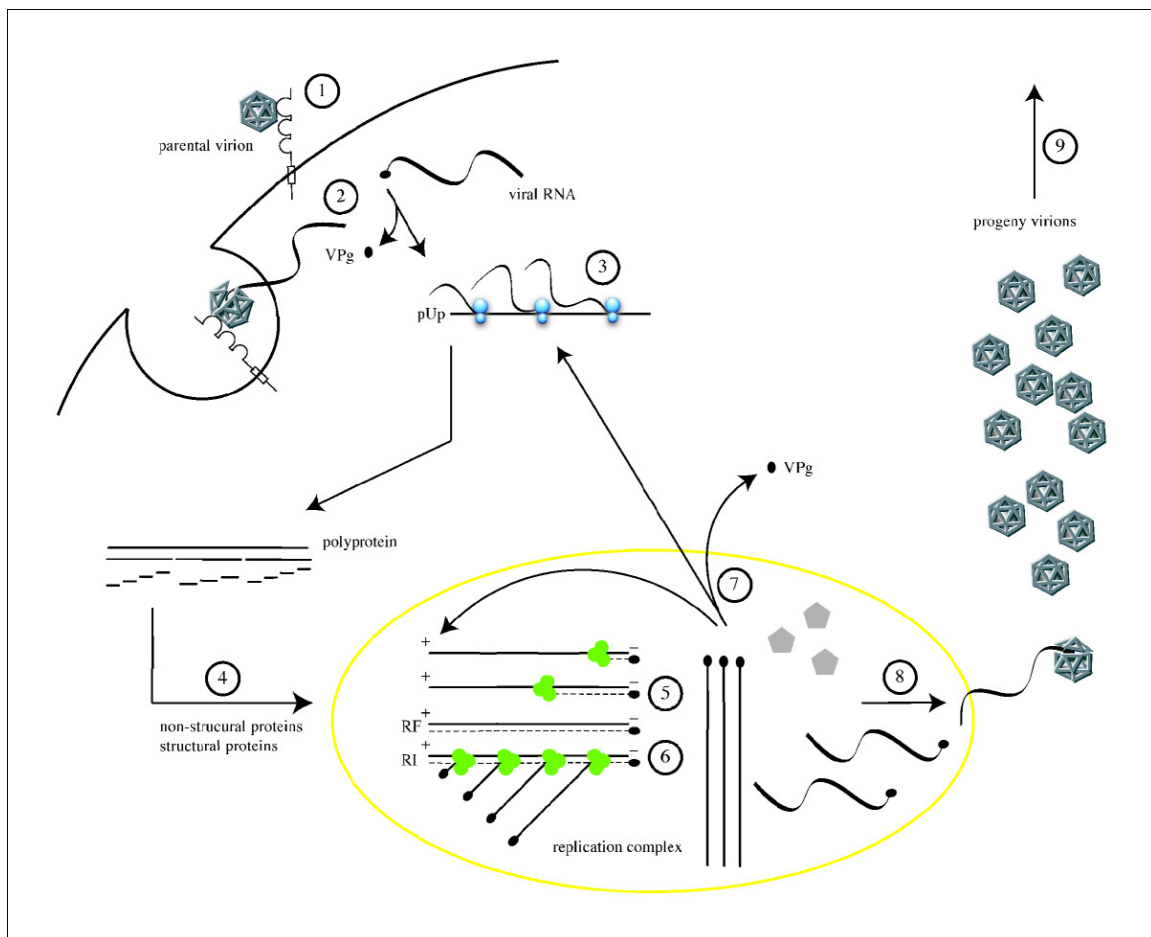 1
parental virion
2
viral RNA
VPg
3
pUp
9
progeny virions
VPg
polyprotein
7
4
non-strucural proteins
structural proteins
+ −
+ −
5
8
RF + −
RI + −
6
replication complex